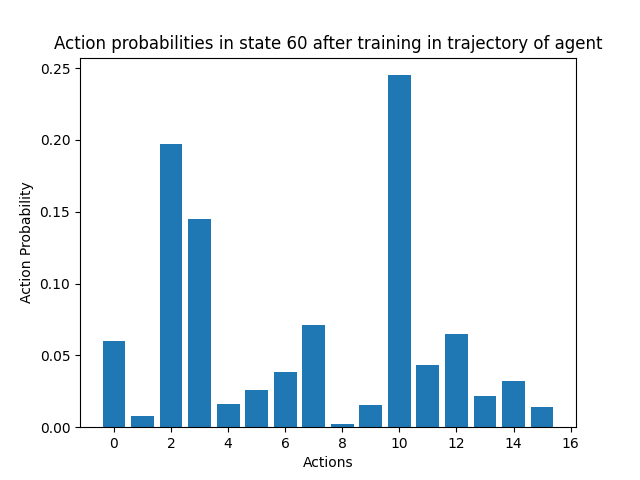 Action probabilities in state 60 after training in trajectory of agent
0.25
0.20
0.15
0.10
0.05
0.00
Action Probability
0 2 4 6 8 10 12 14 16
Actions